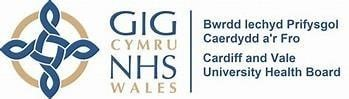 GIG
CYMRU
NHS
WALES
Bwrdd Iechyd Prifysgol
Caerdydd a'r Fro
Cardiff and Vale
University Health Board